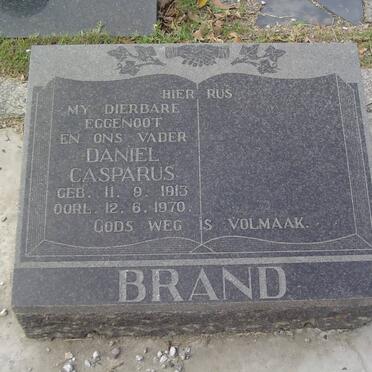 HIER RUS
MY DIERBARE
EGGENOOT
EN ONS VADER
DANIEL
CASPARUS
GEB. 11. 9. 1913
OORL. 12. 6. 1970.
GODS WEG IS VOLMAAK.
BRAND